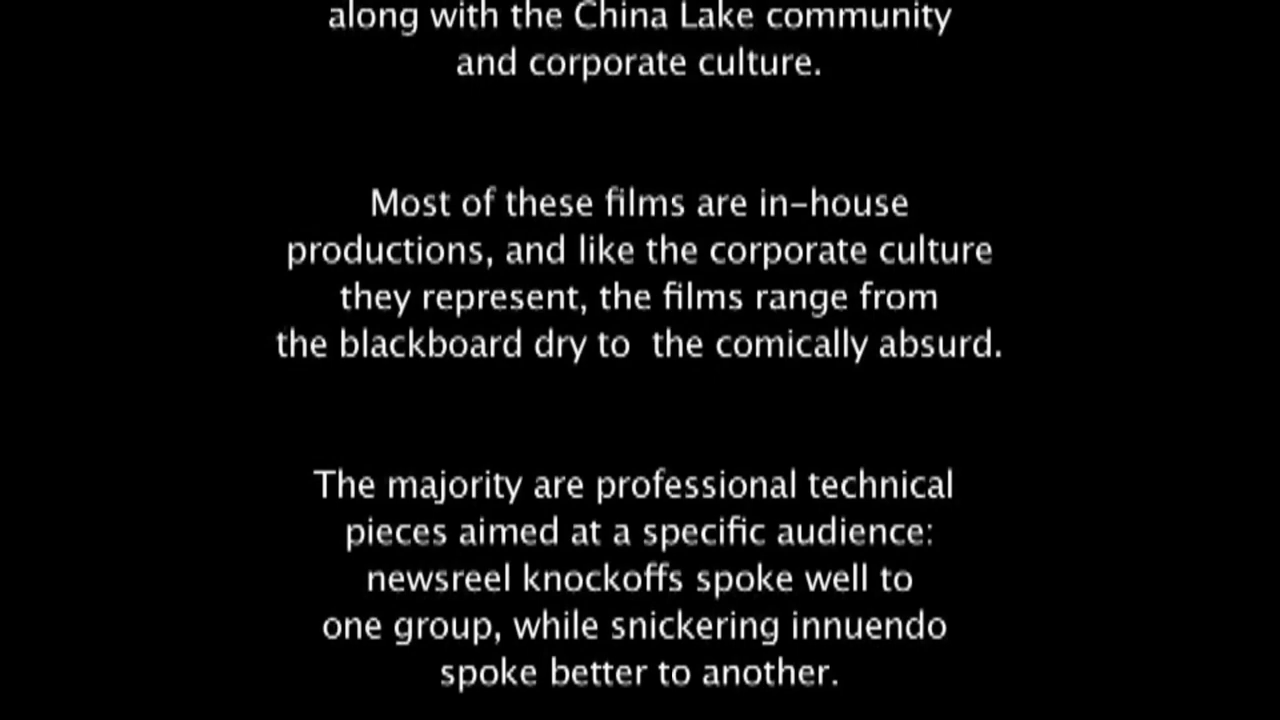 along with the China Lake community
and corporate culture.
Most of these films are in-house
productions, and like the corporate culture
they represent, the films range from
the blackboard dry to  the comically absurd.
The majority are professional technical
pieces aimed at a specific audience:
newsreel knockoffs spoke well to
one group, while snickering innuendo
spoke better to another.